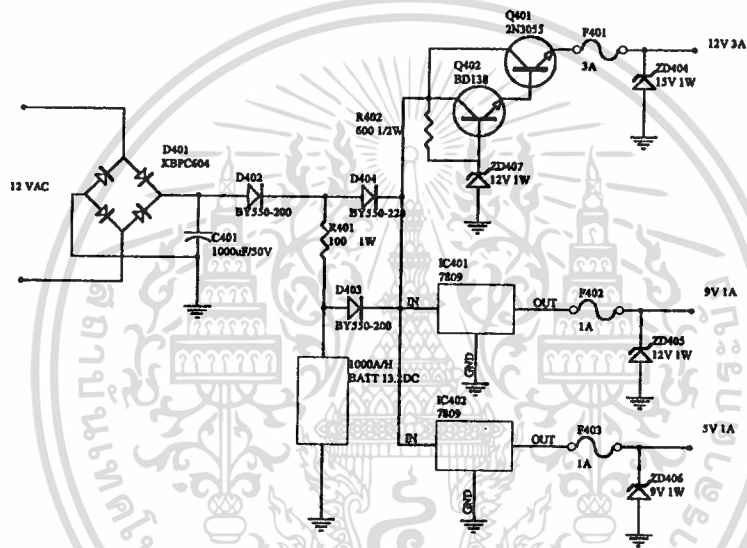 Q401
2N3055
F401
3A
12V 3A
Q402
BD138
ZD404
15V 1W
R402
600 1/2W
D401
KBPC604
ZD407
12V 1W
12 VAC
D402
BY550-200
D404
BY550-220
C401
1000uF/50V
R401
100 1W
IC401
7809
D403
BY550-200
IN
OUT
F402
1A
9V 1A
GND
ZD405
12V 1W
1000A/H
BATT 13.2DC
IC402
7809
IN
OUT
F403
1A
5V 1A
GND
ZD406
9V 1W